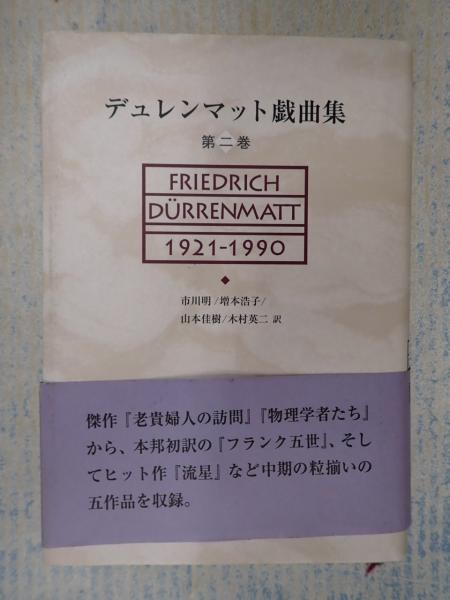 デュレンマット戯曲集
第二巻
FRIEDRICH
DÜRRENMATT
1921-1990
市川明/増本浩子/
山本佳樹/木村英二 訳
傑作『老貴婦人の訪問』『物理学者たち』
から、本邦初訳の『フランク五世』、そし
てヒット作『流星』など中期の粒揃いの
五作品を収録。